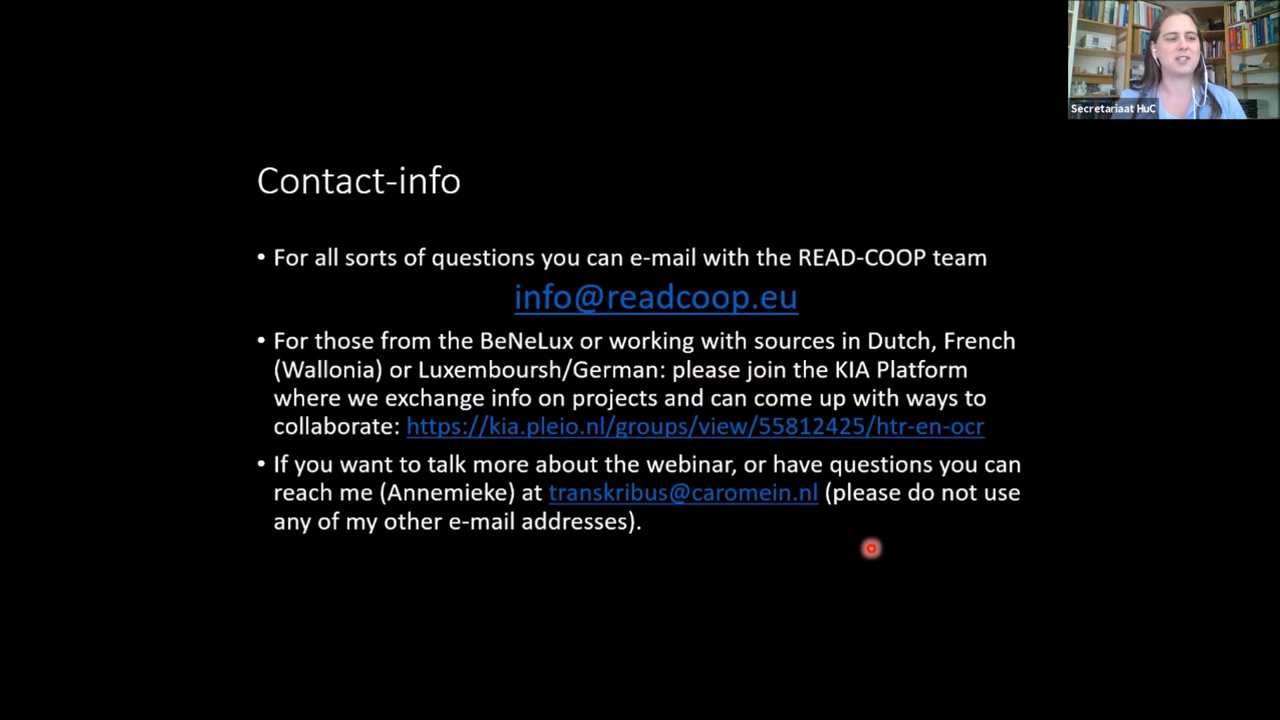 Secretariaat HuC
Contact-info
• For all sorts of questions you can e-mail with the READ-COOP team
info@readcoop.eu
• For those from the BeNeLux or working with sources in Dutch, French
(Wallonia) or Luxemboursh/German: please join the KIA Platform
where we exchange info on projects and can come up with ways to
collaborate: https://kia.pleio.nl/groups/view/55812425/htr-en-ocr
• If you want to talk more about the webinar, or have questions you can
reach me (Annemieke) at transkribus@caromein.nl (please do not use
any of my other e-mail addresses).